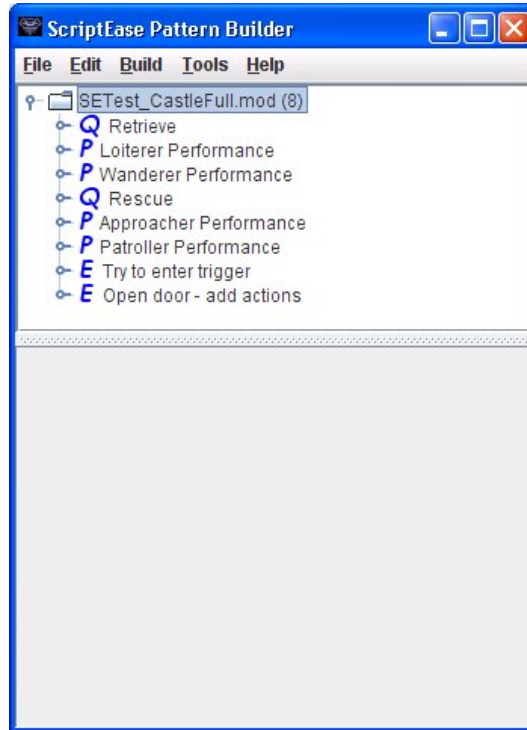 ScriptEase Pattern Builder
File Edit Build Tools Help
SETest_CastleFull.mod (8)
Q Retrieve
P Loiterer Performance
P Wanderer Performance
Q Rescue
P Approacher Performance
P Patroller Performance
E Try to enter trigger
E Open door - add actions